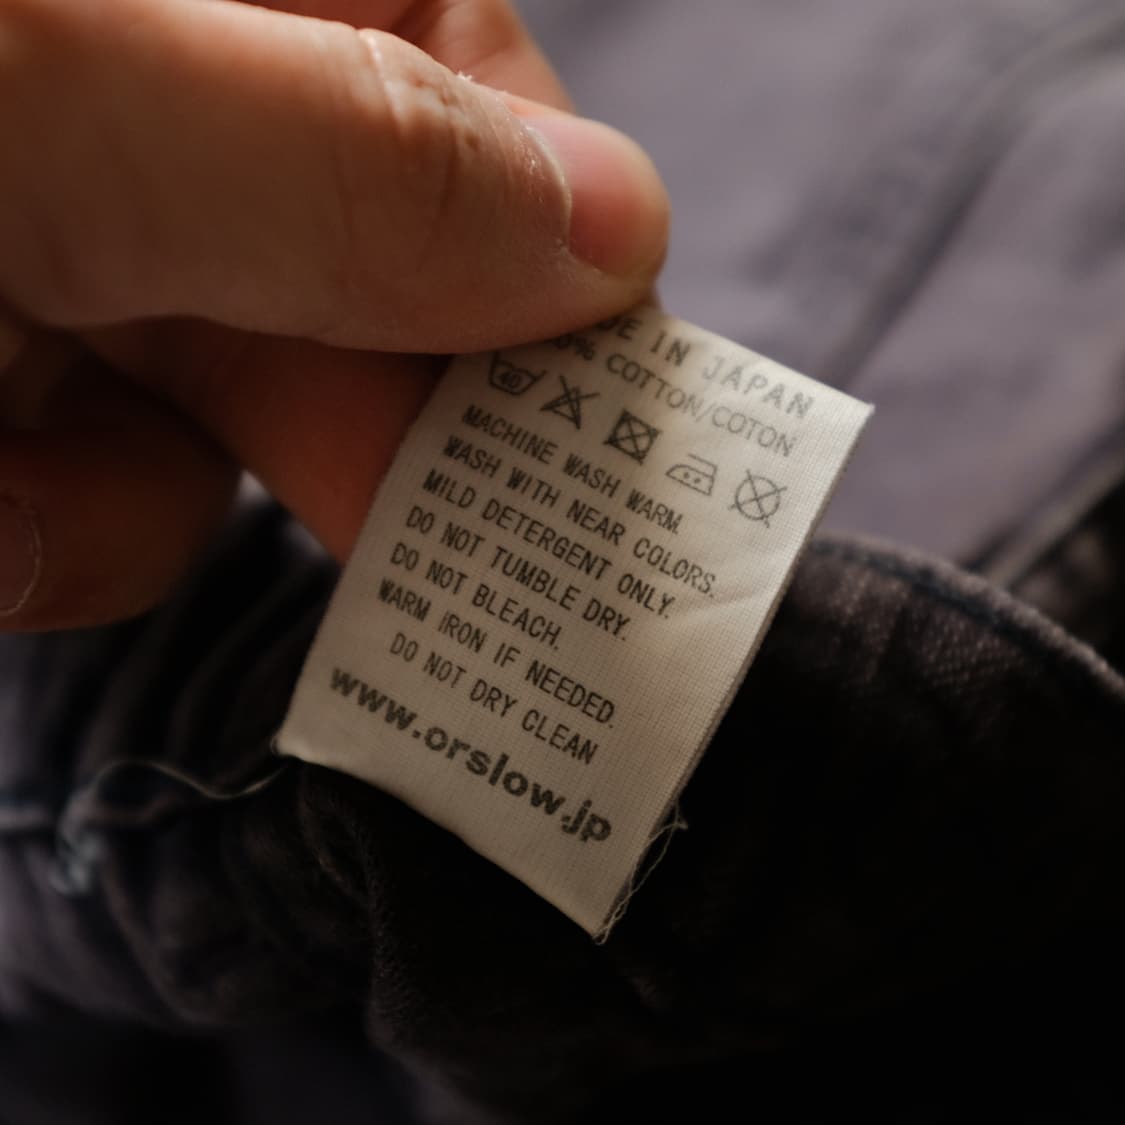 IN JAPAN
COTTON/COTON
40
MACHINE WASH WARM.
WASH WITH NEAR COLORS.
MILD DETERGENT ONLY.
DO NOT TUMBLE DRY.
DO NOT BLEACH.
WARM IRON IF NEEDED.
DO NOT DRY CLEAN
www.orslow.jp